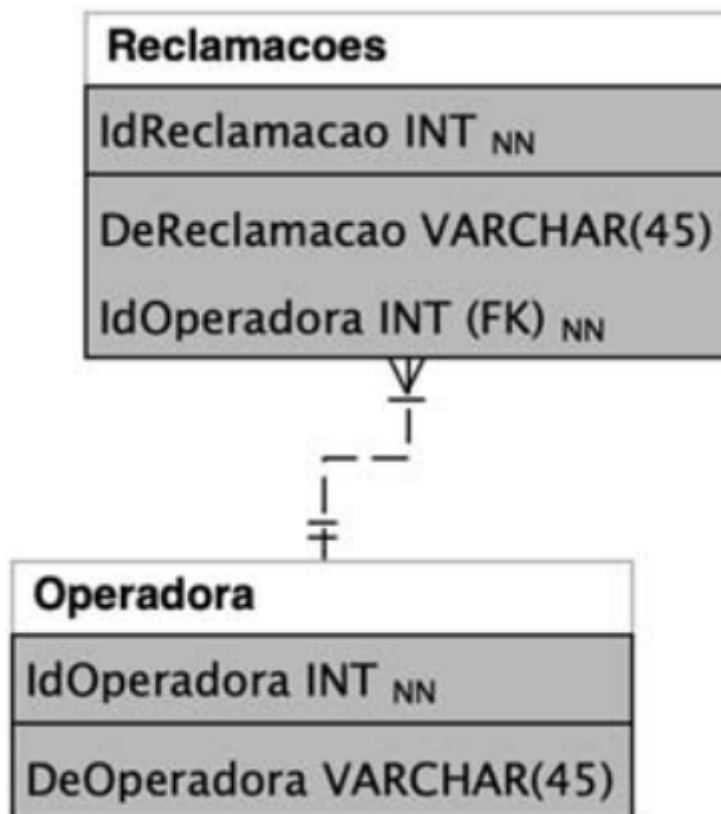 Reclamacoes
IdReclamacao INT NN
DeReclamacao VARCHAR(45)
IdOperadora INT (FK) NN
Operadora
IdOperadora INT NN
DeOperadora VARCHAR(45)